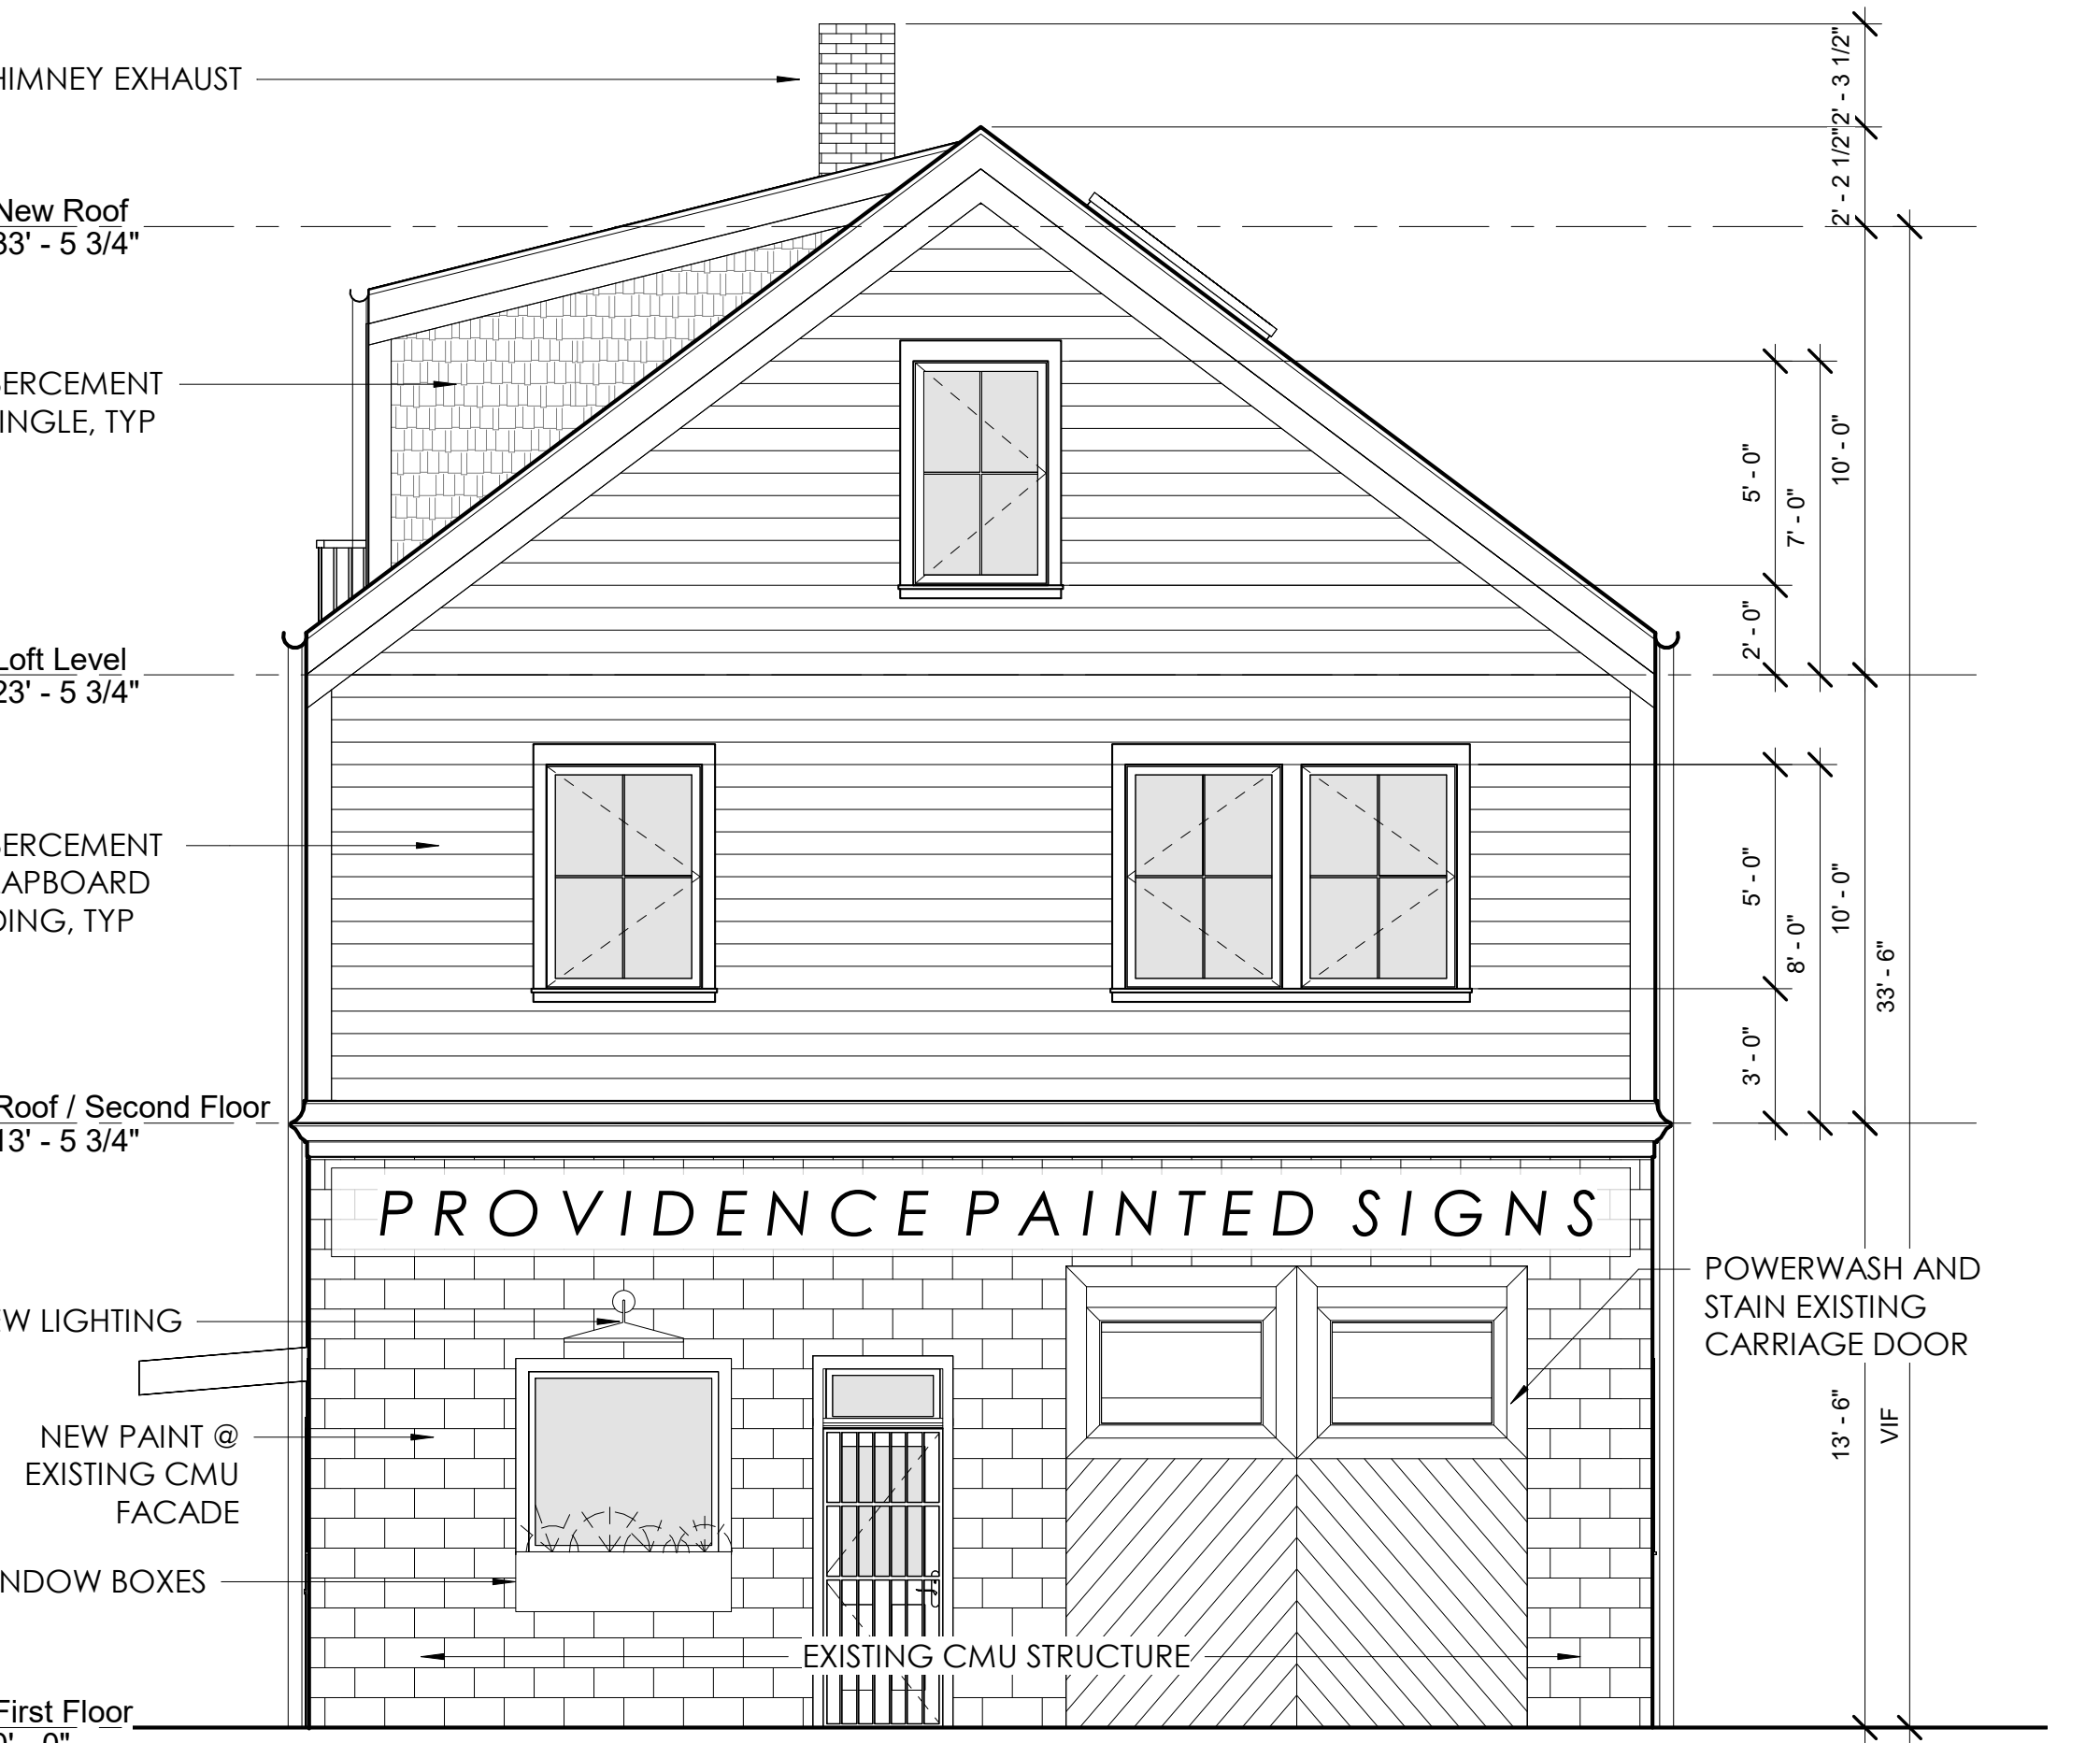 HIMNEY EXHAUST
New Roof
33' - 5 3/4"
ERCEMENT
INGLE, TYP
Loft Level
23' - 5 3/4"
ERCEMENT
APBOARD
DING, TYP
Roof / Second Floor
13' - 5 3/4"
PROVIDENCE PAINTED SIGNS
EW LIGHTING
NEW PAINT @
EXISTING CMU
FACADE
NDOW BOXES
EXISTING CMU STRUCTURE
First Floor
0' - 0"
POWERWASH AND
STAIN EXISTING
CARRIAGE DOOR
2' - 3 1/2"
2' - 2 1/2"
5' - 0"
7' - 0"
10' - 0"
2' - 0"
5' - 0"
8' - 0"
10' - 0"
3' - 0"
33' - 6"
13' - 6"
VIF